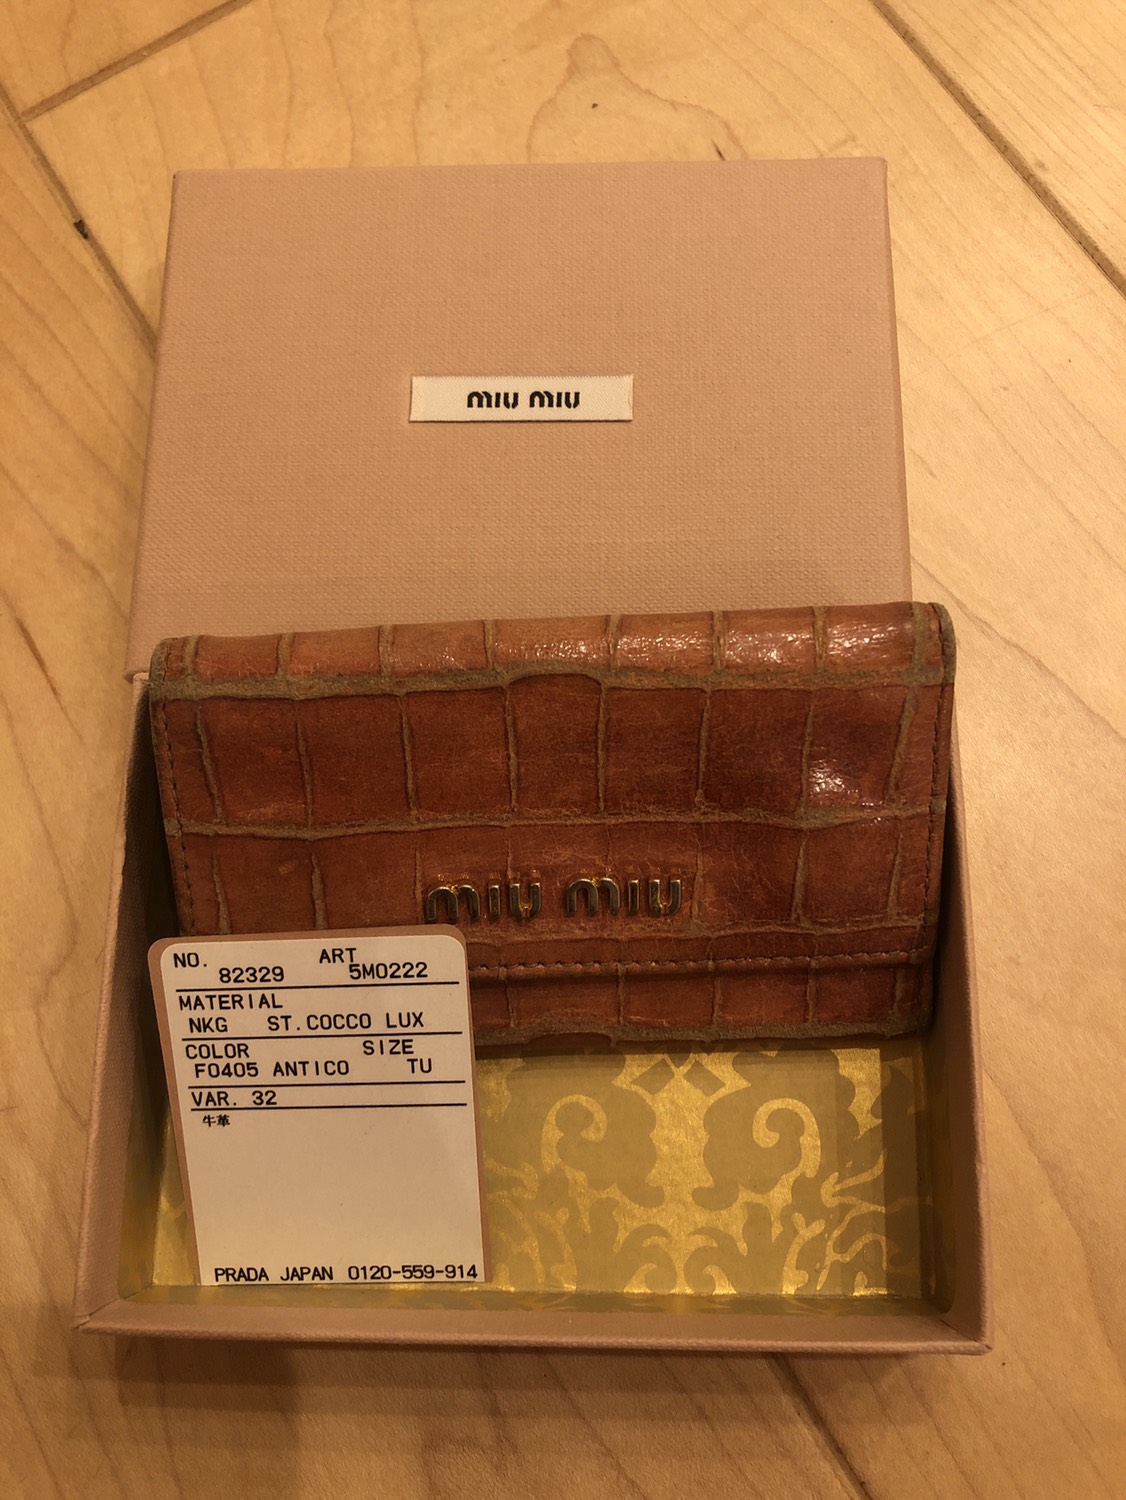 miu miu
miu miu
NO. ART
82329 5M0222
MATERIAL
NKG ST.COCCO LUX
COLOR SIZE
F0405 ANTICO TU
VAR. 32
牛革
PRADA JAPAN 0120-559-914